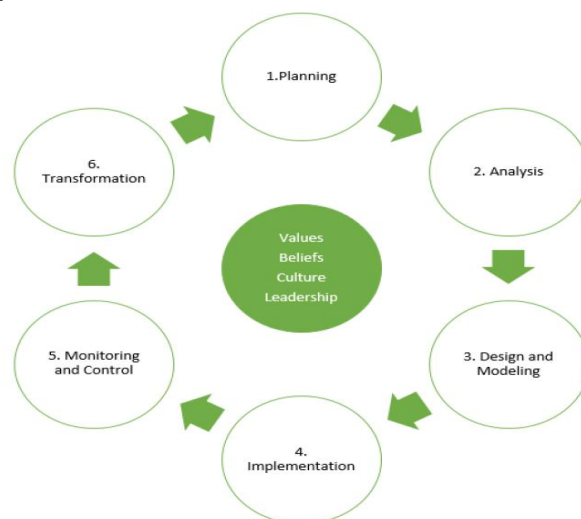 1.Planning
2. Analysis
3. Design and
Modeling
4.
Implementation
5. Monitoring
and Control
6.
Transformation
Values
Beliefs
Culture
Leadership